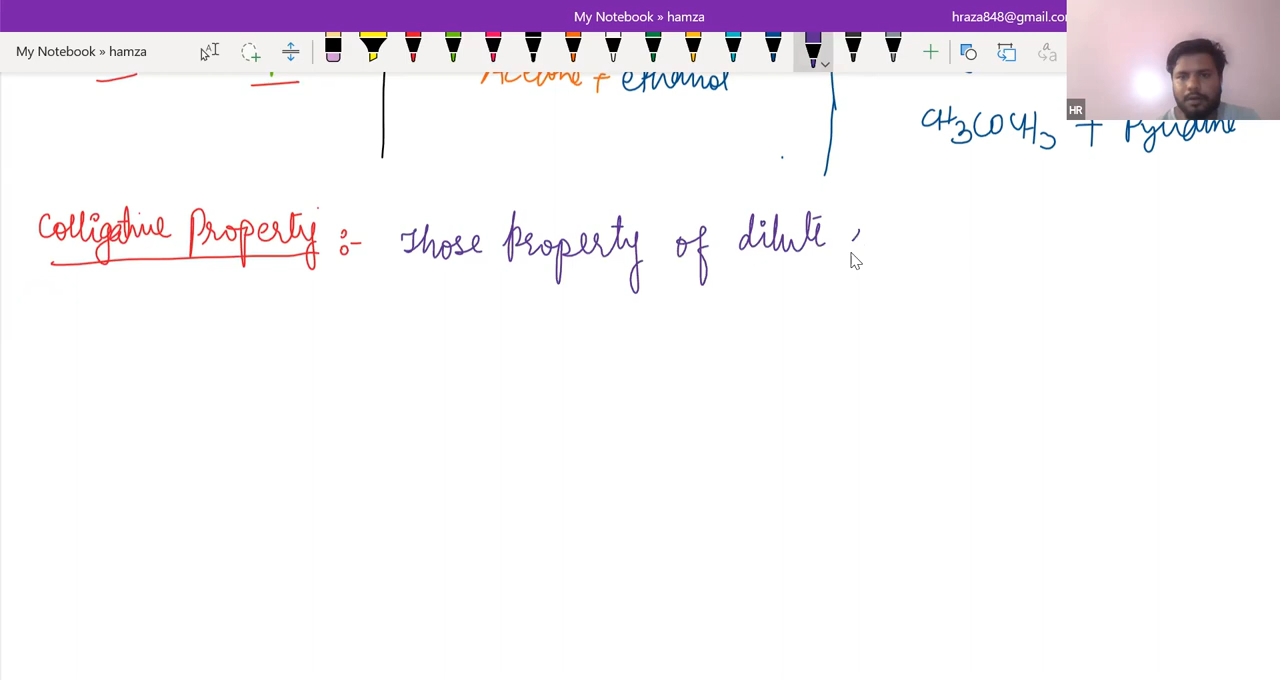 My Notebook » hamza
hraza848@gmail.co
My Notebook » hamza
Acetone + ethanol
CH3COCH3 + Pyridine
HR
Colligative Property :- Those Property of dilute